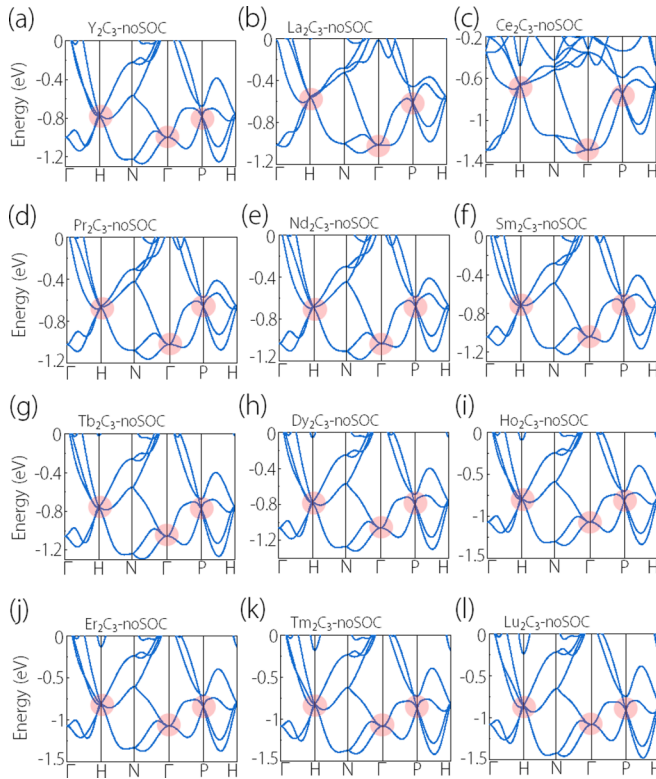 (a) Y₂C₃-noSOC
(b) La₂C₃-noSOC
(c) Ce₂C₃-noSOC
Energy (eV)
0
-0.4
-0.8
-1.2
Γ H N Γ P H
0
-0.4
-0.8
-1.2
Γ H N Γ P H
-0.2
-0.6
-1
-1.4
Γ H N Γ P H
(d) Pr₂C₃-noSOC
(e) Nd₂C₃-noSOC
(f) Sm₂C₃-noSOC
Energy (eV)
0
-0.4
-0.8
-1.2
Γ H N Γ P H
0
-0.4
-0.8
-1.2
Γ H N Γ P H
0
-0.4
-0.8
-1.2
Γ H N Γ P H
(g) Tb₂C₃-noSOC
(h) Dy₂C₃-noSOC
(i) Ho₂C₃-noSOC
Energy (eV)
0
-0.4
-0.8
-1.2
Γ H N Γ P H
0
-0.4
-0.8
-1.2
Γ H N Γ P H
0
-0.5
-1
-1.5
Γ H N Γ P H
(j) Er₂C₃-noSOC
(k) Tm₂C₃-noSOC
(l) Lu₂C₃-noSOC
Energy (eV)
0
-0.5
-1
-1.5
Γ H N Γ P H
0
-0.5
-1
-1.5
Γ H N Γ P H
0
-0.5
-1
-1.5
Γ H N Γ P H